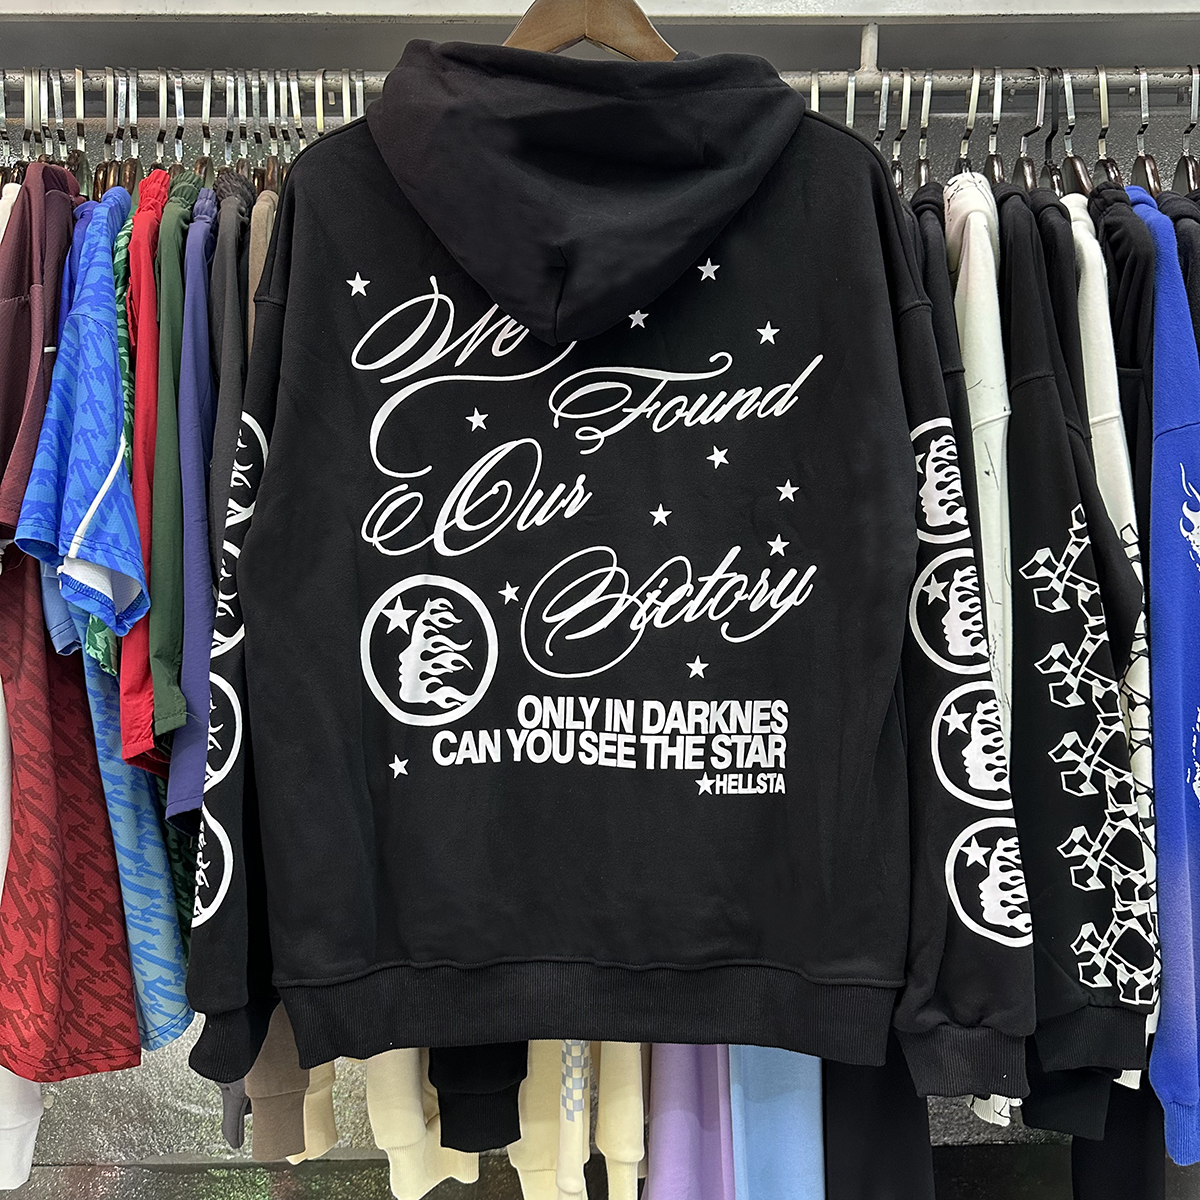 We
Found
Our
Victory
ONLY IN DARKNES
CAN YOU SEE THE STAR
★HELLSTA